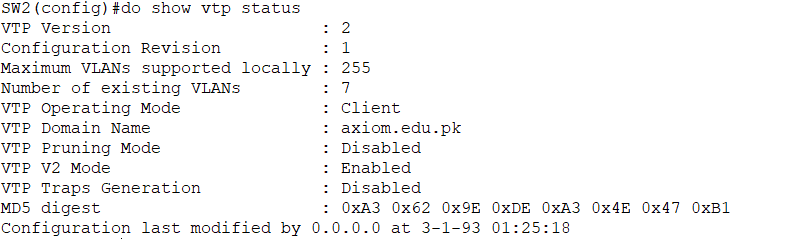 SW2(config)#do show vtp status
VTP Version                     : 2
Configuration Revision          : 1
Maximum VLANs supported locally : 255
Number of existing VLANs        : 7
VTP Operating Mode              : Client
VTP Domain Name                 : axiom.edu.pk
VTP Pruning Mode                : Disabled
VTP V2 Mode                     : Enabled
VTP Traps Generation            : Disabled
MD5 digest                      : 0xA3 0x62 0x9E 0xDE 0xA3 0x4E 0x47 0xB1
Configuration last modified by 0.0.0.0 at 3-1-93 01:25:18